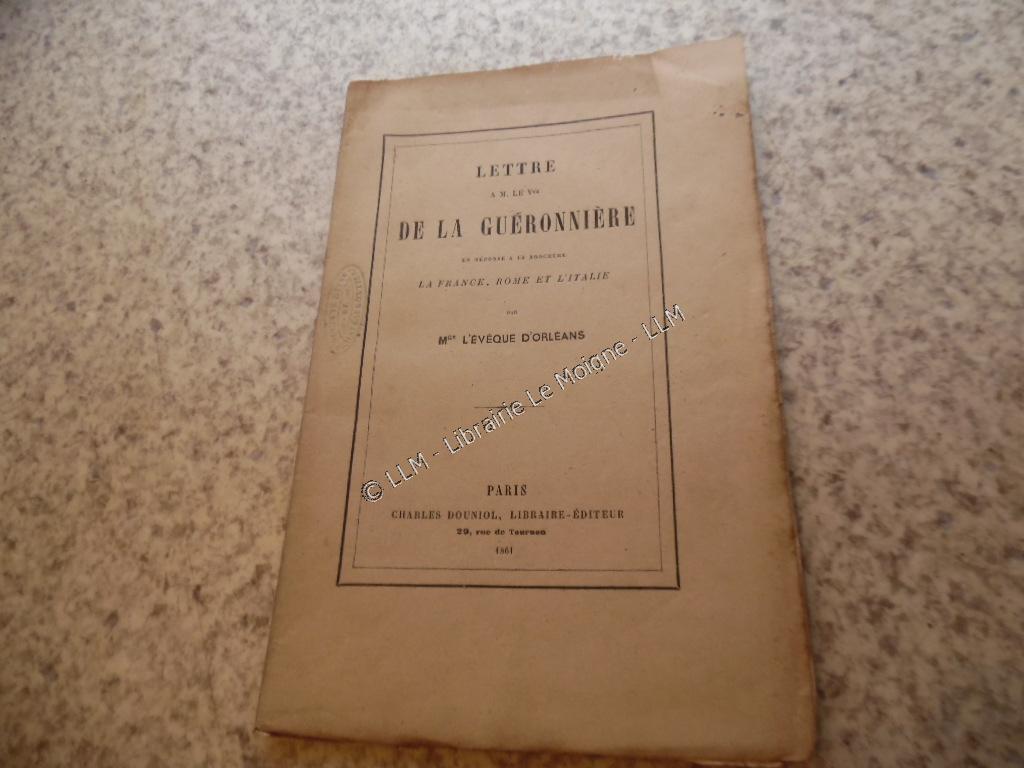 LETTRE
A M. LE Vte
DE LA GUÉRONNIÈRE
EN RÉPONSE A LA BROCHURE
LA FRANCE, ROME ET L'ITALIE
PAR
Mgr L'ÉVÊQUE D'ORLÉANS
PARIS
CHARLES DOUNIOL, LIBRAIRE-ÉDITEUR
29, rue de Tournon
1861
© LLM - Librairie Le Moigne - LLM